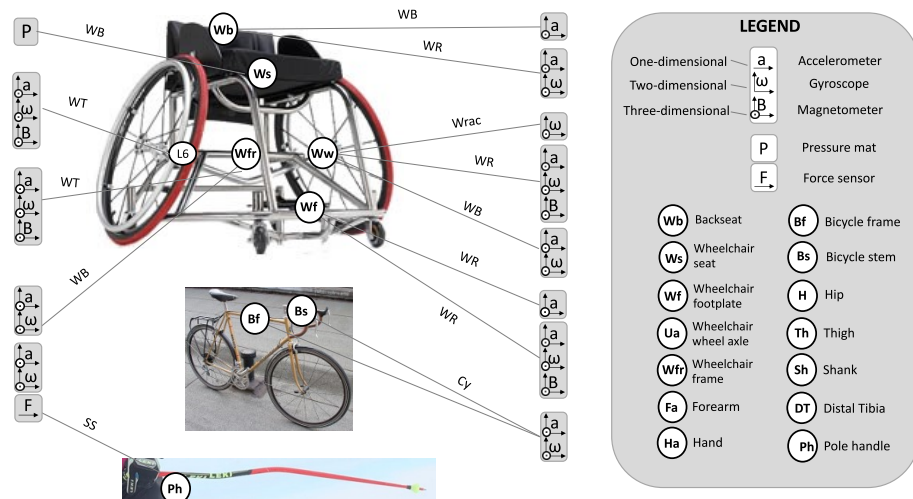 WB
P
WB
Wb
WR
a
a
ω
Ws
a
ω
B
WT
L6
Wfr
Ww
Wrac
ω
WR
a
ω
B
WT
a
ω
B
Wf
WB
a
ω
WR
a
WB
a
ω
WR
a
ω
B
Bf
Bs
a
ω
Cy
F
SS
a
ω
LEKI
Ph
LEGEND
One-dimensional a Accelerometer
Two-dimensional ω Gyroscope
Three-dimensional B Magnetometer
P Pressure mat
F Force sensor
Wb Backseat
Ws Wheelchair
seat
Wf Wheelchair
footplate
Ua Wheelchair
wheel axle
Wfr Wheelchair
frame
Fa Forearm
Ha Hand
Bf Bicycle frame
Bs Bicycle stem
H Hip
Th Thigh
Sh Shank
DT Distal Tibia
Ph Pole handle